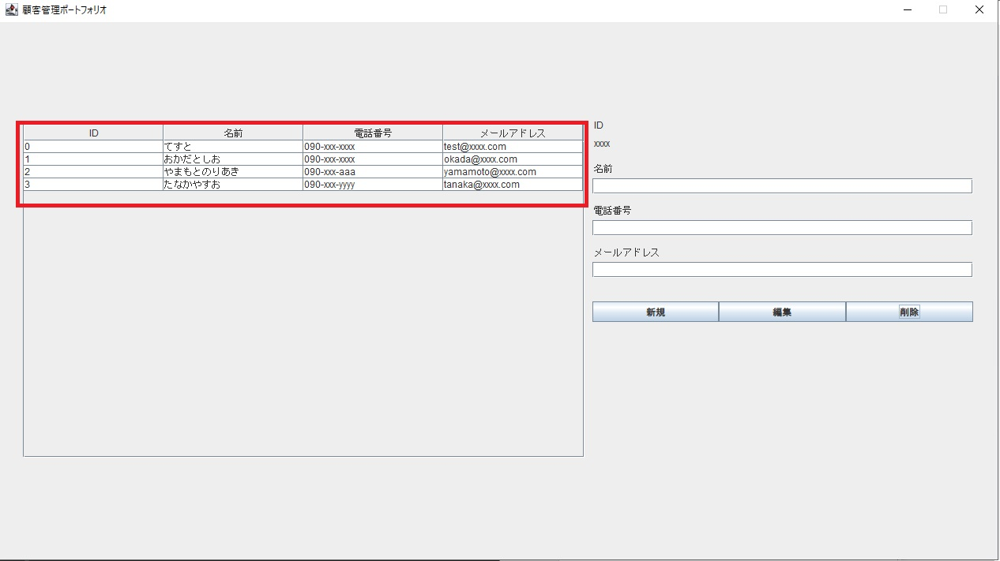 顧客管理ポートフォリオ
ID 名前 電話番号 メールアドレス
0 てすと 090-xxx-xxxx test@xxxx.com
1 おかだとしお 090-xxx-xxxx okada@xxxx.com
2 やまもとのりあき 090-xxx-aaa yamamoto@xxxx.com
3 たなかやすお 090-xxx-yyyy tanaka@xxxx.com
ID
xxxx
名前
電話番号
メールアドレス
新規 編集 削除